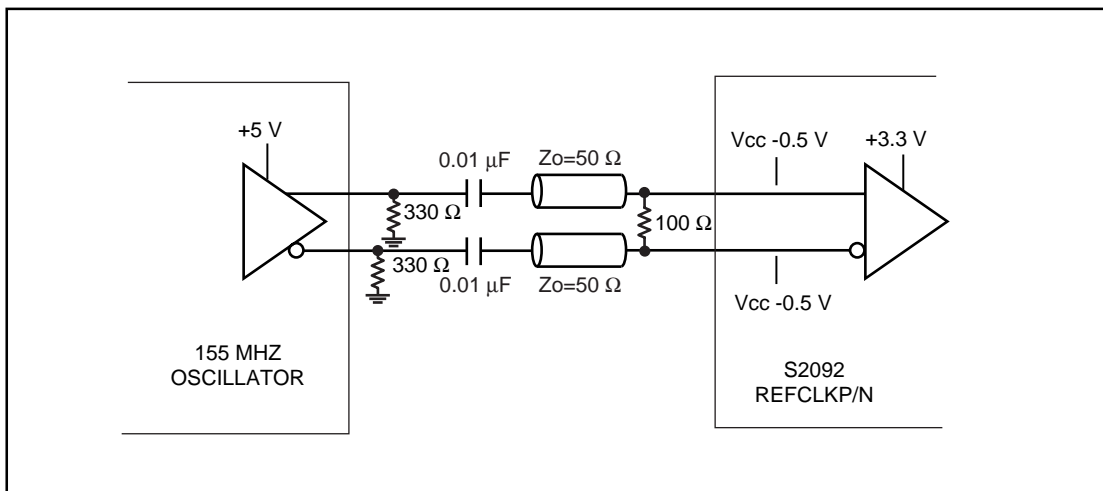 +5 V
0.01 µF
Zo=50 Ω
Vcc -0.5 V
+3.3 V
330 Ω
100 Ω
330 Ω
0.01 µF
Zo=50 Ω
Vcc -0.5 V
155 MHZ
OSCILLATOR
S2092
REFCLKP/N